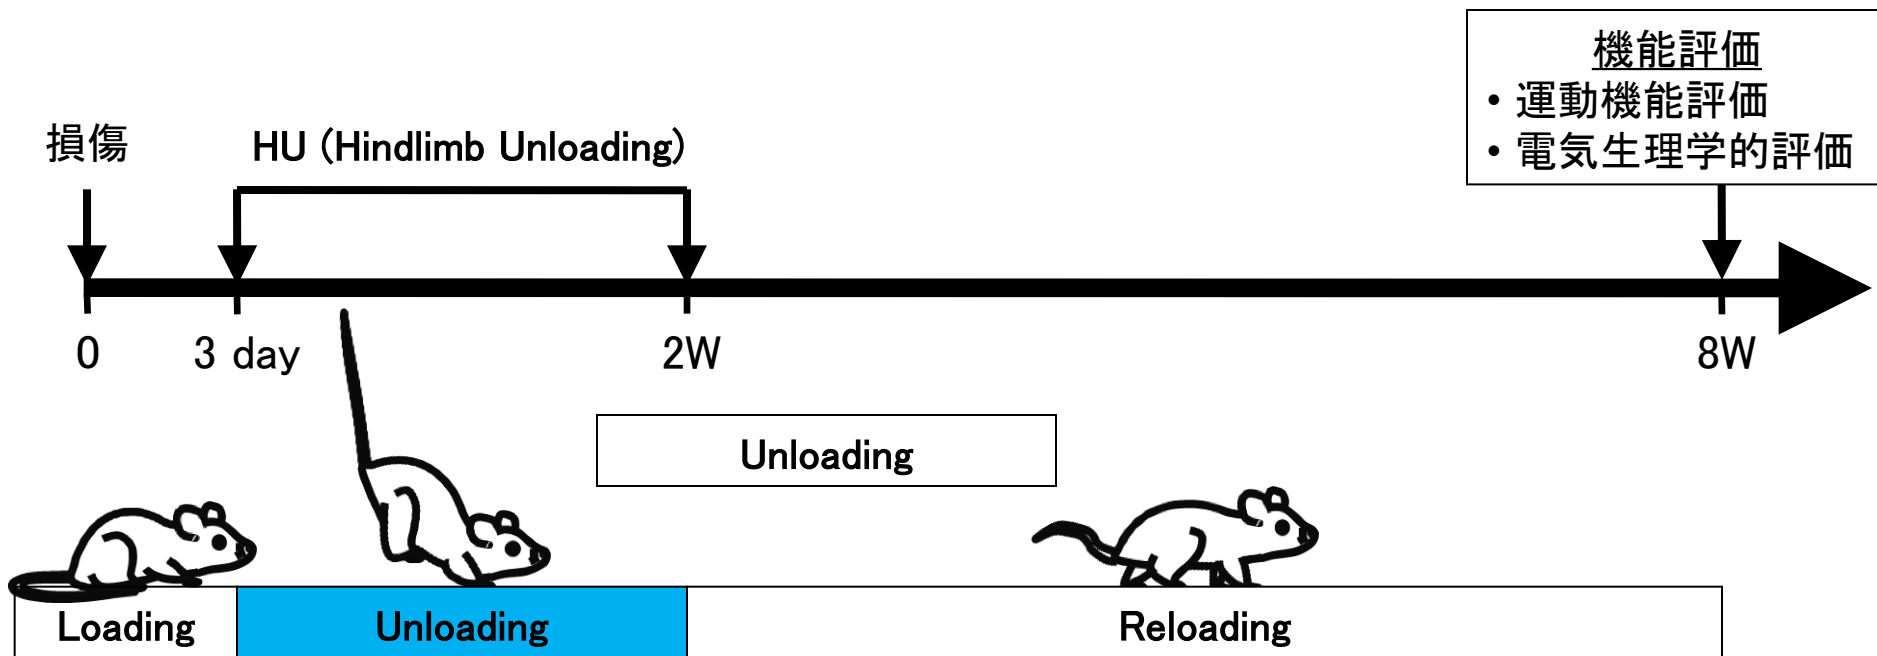 機能評価
• 運動機能評価
• 電気生理学的評価
損傷
HU (Hindlimb Unloading)
0
3 day
2W
8W
Unloading
Loading
Unloading
Reloading